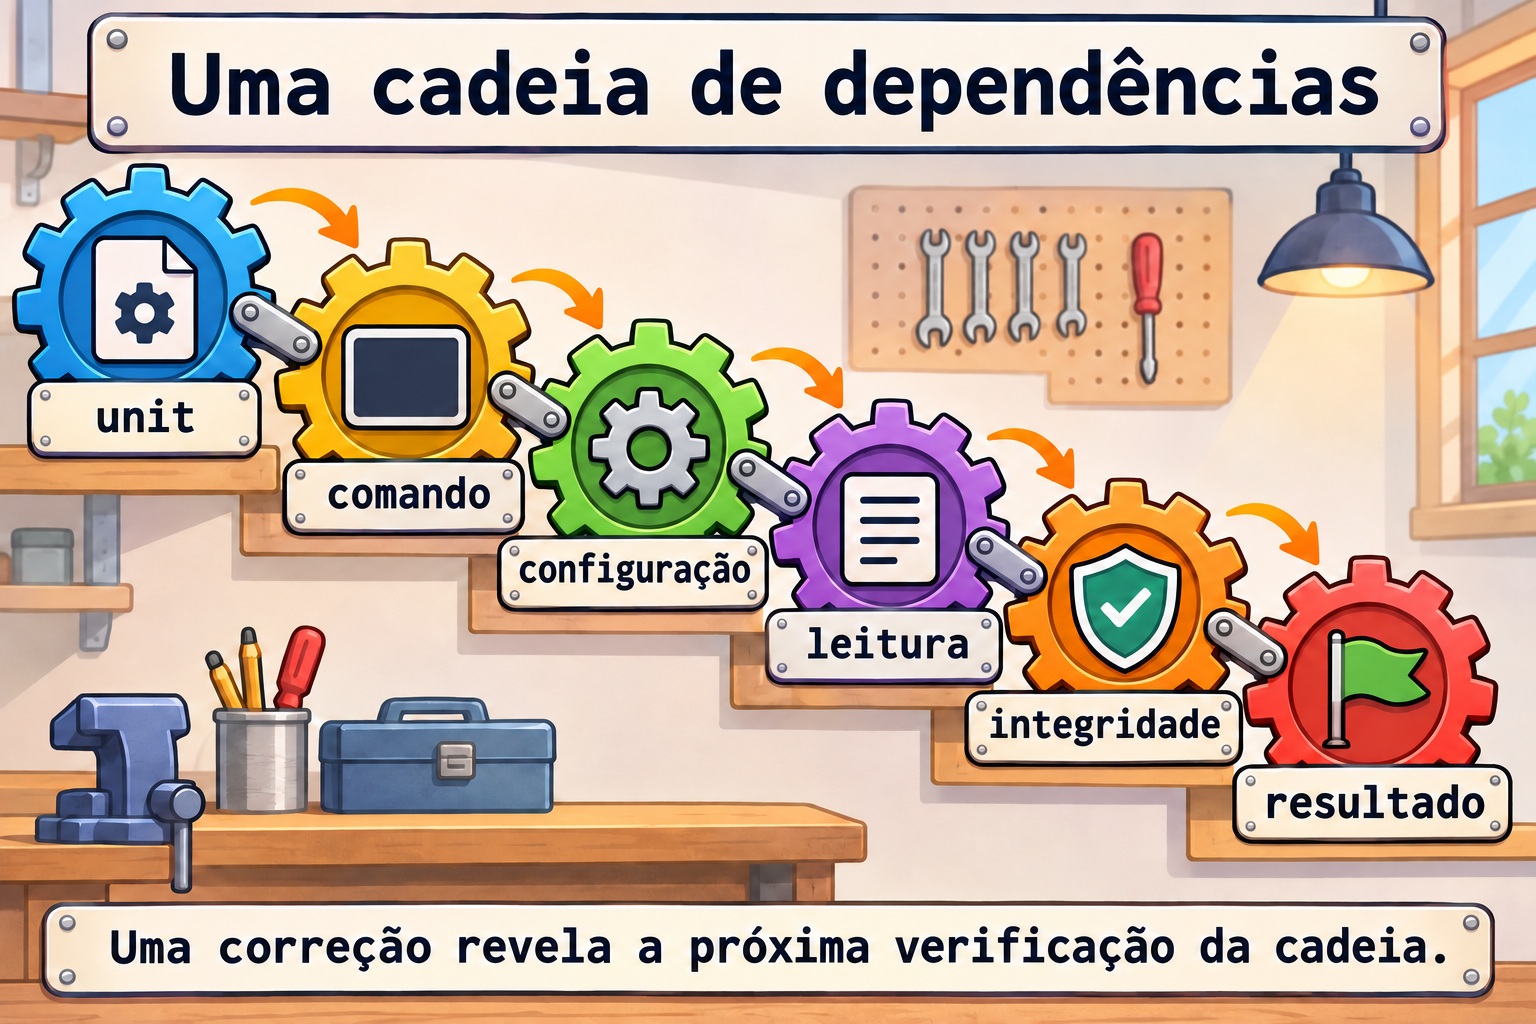 Uma cadeia de dependências
unit
comando
configuração
leitura
integridade
resultado
Uma correção revela a próxima verificação da cadeia.